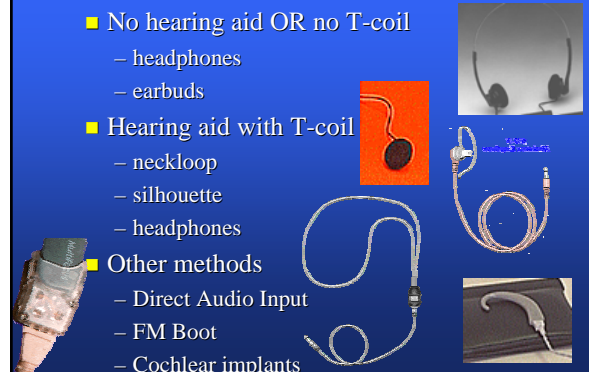 No hearing aid OR no T-coil
– headphones
– earbuds
Hearing aid with T-coil
– neckloop
– silhouette
– headphones
Other methods
– Direct Audio Input
– FM Boot
– Cochlear implants